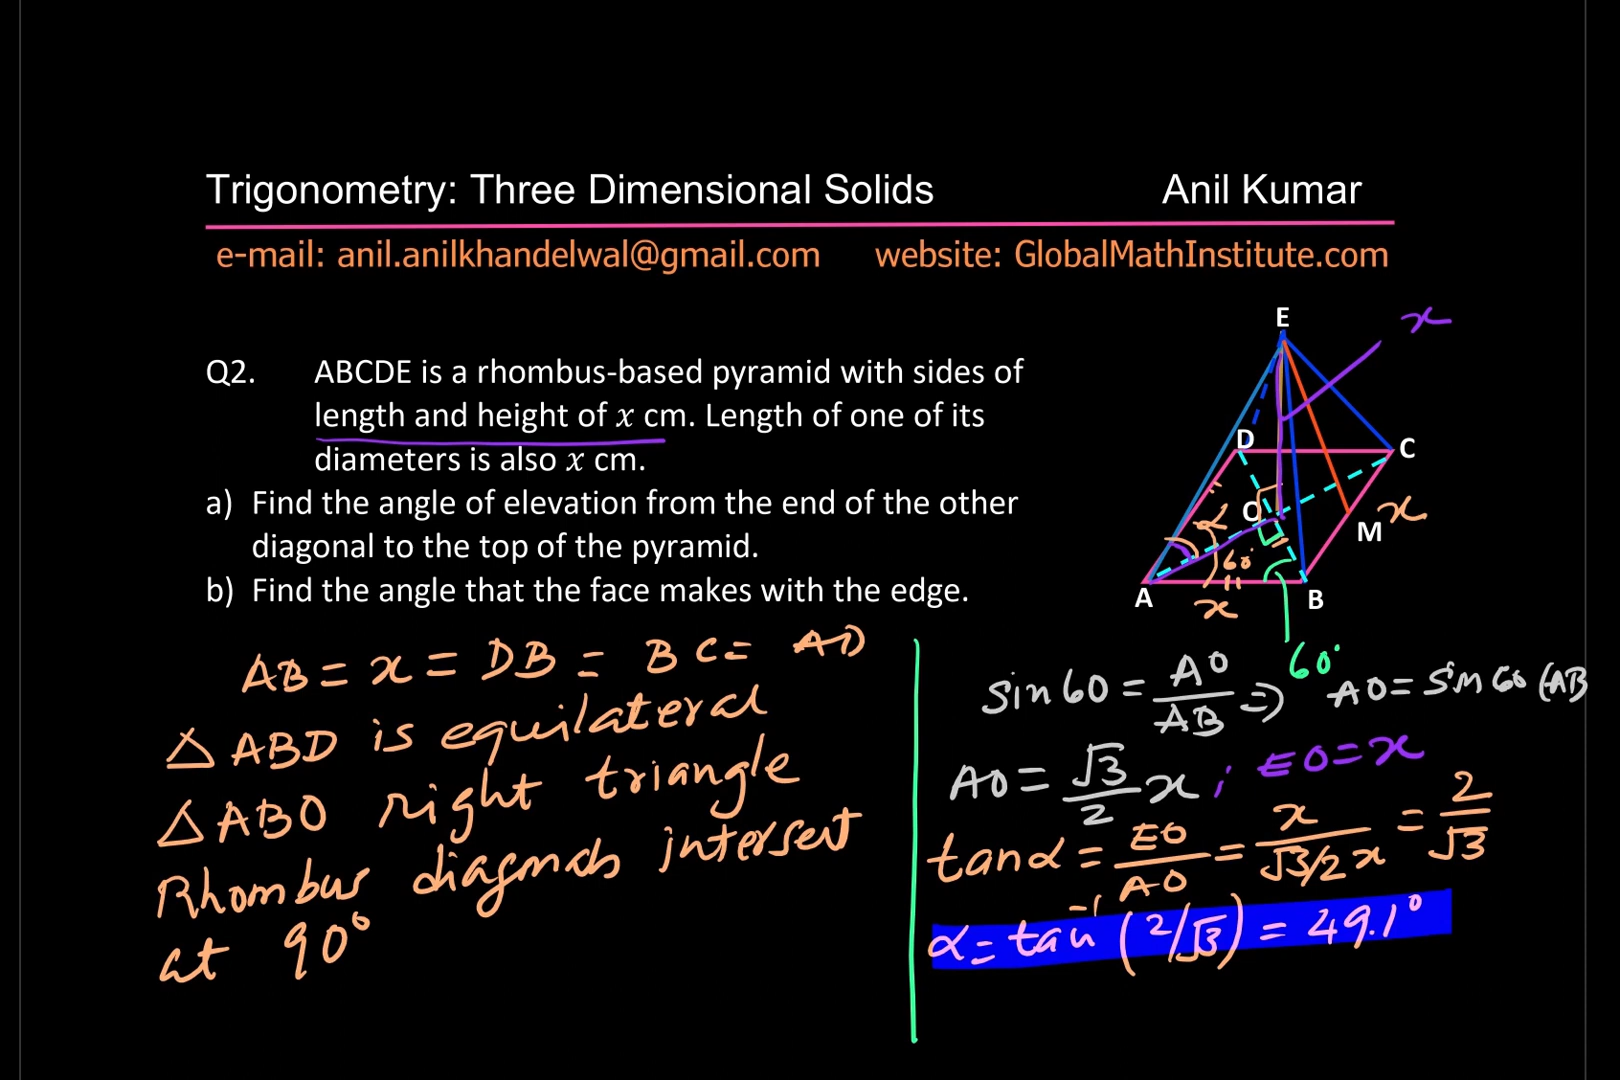 Trigonometry: Three Dimensional Solids Anil Kumar
e-mail: anil.anilkhandelwal@gmail.com website: GlobalMathInstitute.com
Q2. ABCDE is a rhombus-based pyramid with sides of
length and height of x cm. Length of one of its
diameters is also x cm.
a) Find the angle of elevation from the end of the other
diagonal to the top of the pyramid.
b) Find the angle that the face makes with the edge.
E
x
D
C
O
M
x
α
60°
A
x
B
60°
AB = x = DB = BC = AD
△ABD is equilateral
△ABO right triangle
Rhombus diagonals intersect
at 90°
sin60 = AO/AB ⇒ AO = sin60 (AB
AO = √3/2 x ; EO = x
tanα = EO/AO = x/(√3/2 x) = 2/√3
α = tan⁻¹ (2/√3) = 49.1°